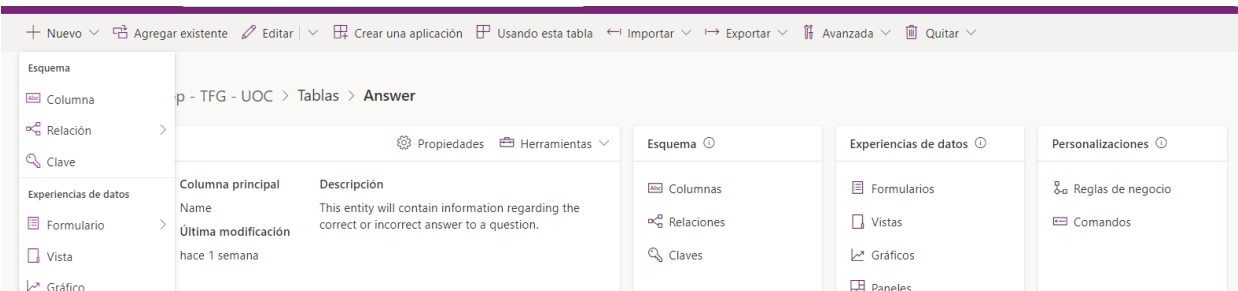 Nuevo Agregar existente Editar Crear una aplicación Usando esta tabla Importar Exportar Avanzada Quitar
Esquema
Columna
Relación
Clave
Experiencias de datos
Formulario
Vista
Gráfico
- TFG - UOC > Tablas > Answer
Propiedades Herramientas
Columna principal
Name
Última modificación
hace 1 semana
Descripción
This entity will contain information regarding the
correct or incorrect answer to a question.
Esquema
Columnas
Relaciones
Claves
Experiencias de datos
Formularios
Vistas
Gráficos
Paneles
Personalizaciones
Reglas de negocio
Comandos